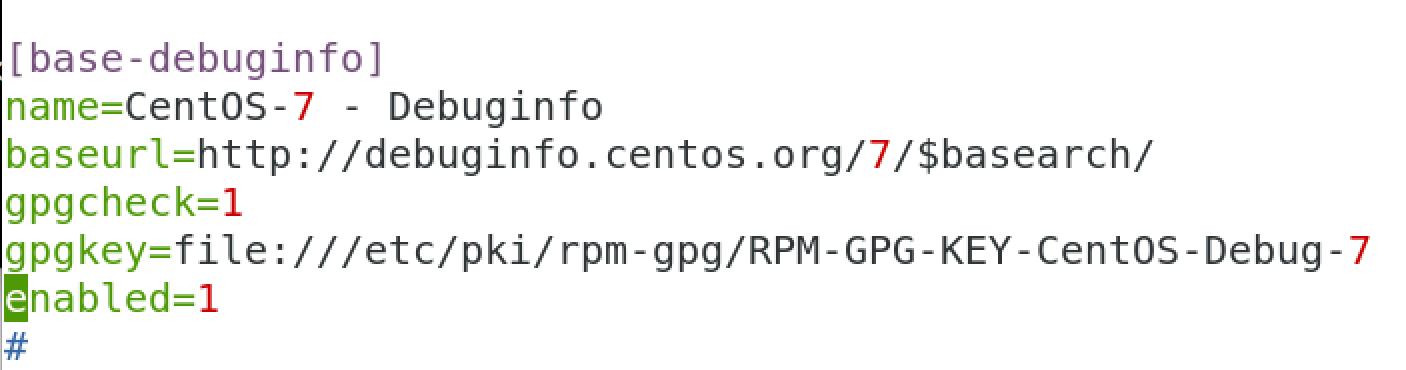 [base-debuginfo]
name=CentOS-7 - Debuginfo
baseurl=http://debuginfo.centos.org/7/$basearch/
gpgcheck=1
gpgkey=file:///etc/pki/rpm-gpg/RPM-GPG-KEY-CentOS-Debug-7
enabled=1
#